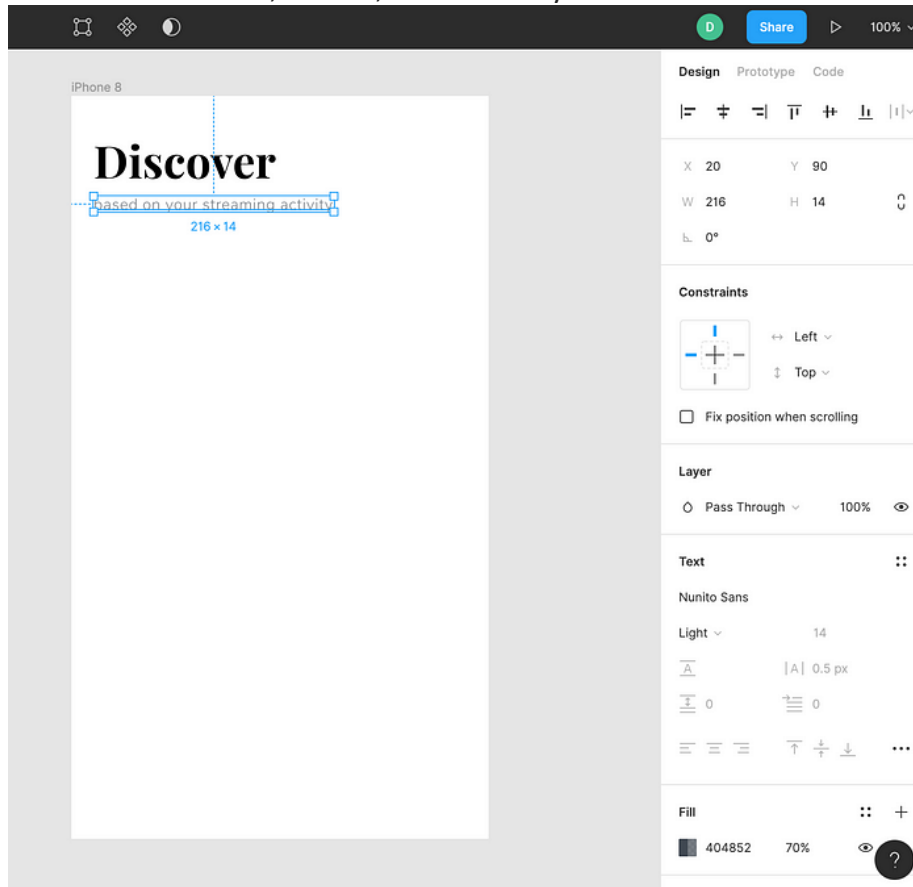 D Share 100%
iPhone 8
Discover
based on your streaming activity
216 × 14
Design Prototype Code
X 20 Y 90
W 216 H 14
0°
Constraints
Left
Top
Fix position when scrolling
Layer
Pass Through 100%
Text
Nunito Sans
Light 14
A |A| 0.5 px
0 0
Fill
404852 70%
?